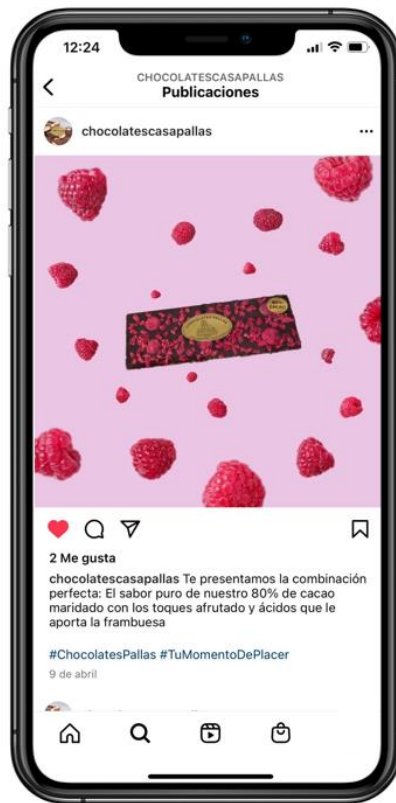 12:24
CHOCOLATESCASAPALLAS
Publicaciones
chocolatescasapallas
2 Me gusta
chocolatescasapallas Te presentamos la combinación
perfecta: El sabor puro de nuestro 80% de cacao
maridado con los toques afrutado y ácidos que le
aporta la frambuesa
#ChocolatesPallas #TuMomentoDePlacer
9 de abril